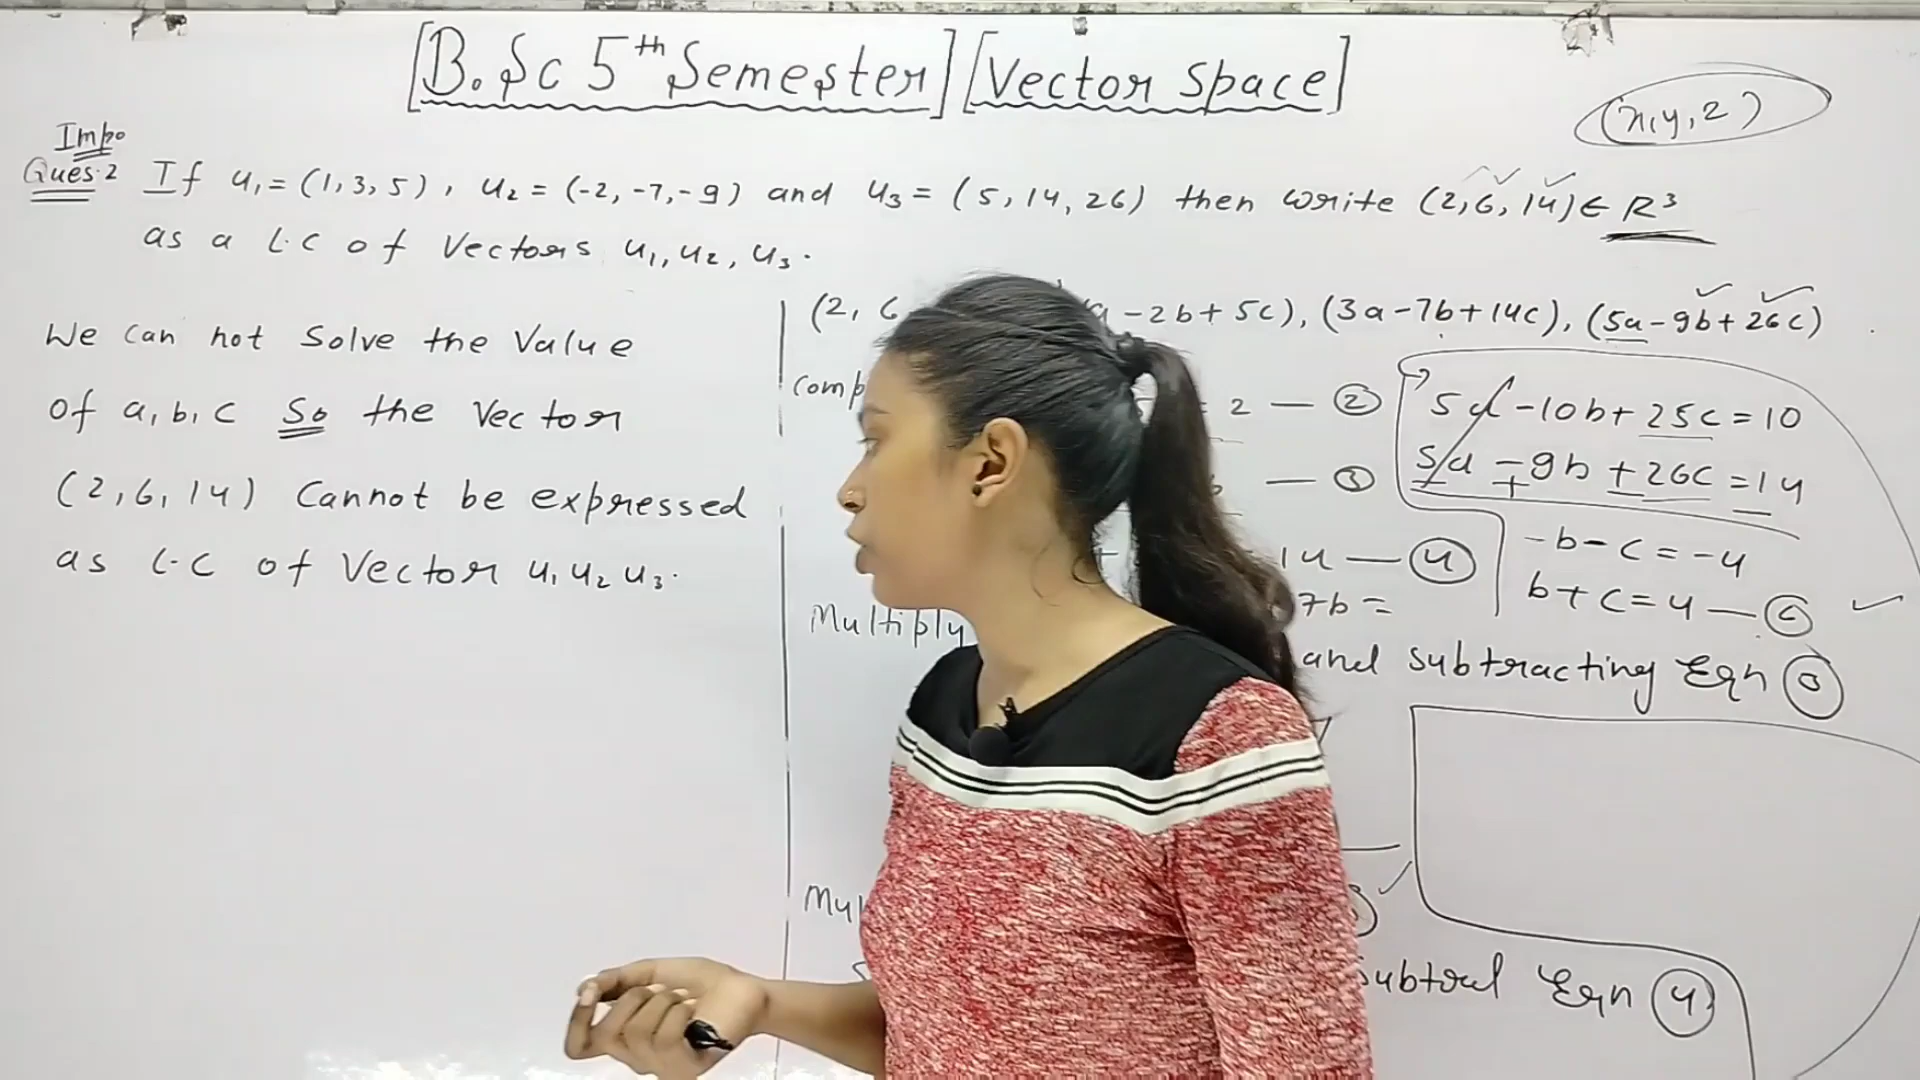 [B.Sc 5th Semester] [Vector Space]
(x,y,z)
Impo
Ques.2 If u₁ = (1,3,5), u₂ = (-2,-7,-9) and u₃ = (5,14,26) then write (2,6,14) ∈ R³
as a L.C of Vectors u₁, u₂, u₃.
We can not Solve the Value
of a, b, c So the Vector
(2,6,14) Cannot be expressed
as L.C of Vector u₁ u₂ u₃.
(2, 6 - 2b + 5c), (3a - 7b + 14c), (5a - 9b + 26c)
2 — ②
— ③
14 — ④
7b =
5a - 10b + 25c = 10
5a - 9b + 26c = 14
- + -
-b - c = -4
b + c = 4 — ⑥
Multiply and Subtracting Eqn ③
Subtral Eqn ④